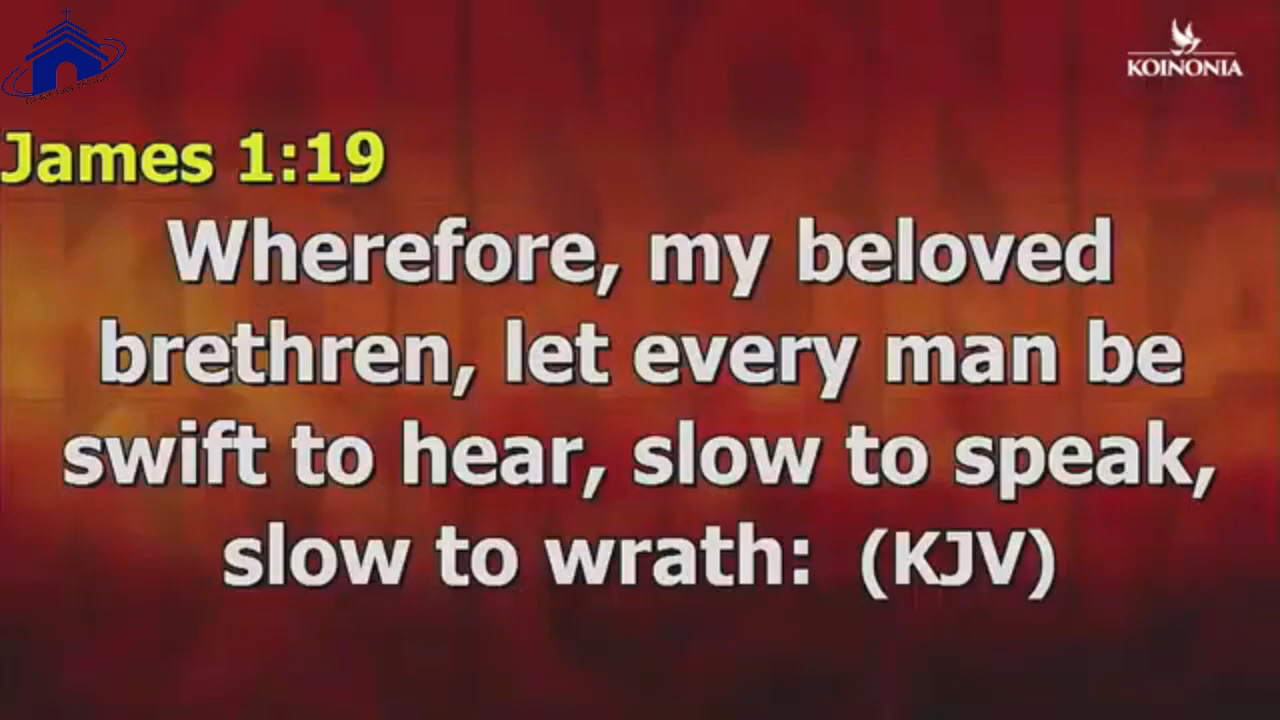 KOINONIA
James 1:19
Wherefore, my beloved
brethren, let every man be
swift to hear, slow to speak,
slow to wrath: (KJV)